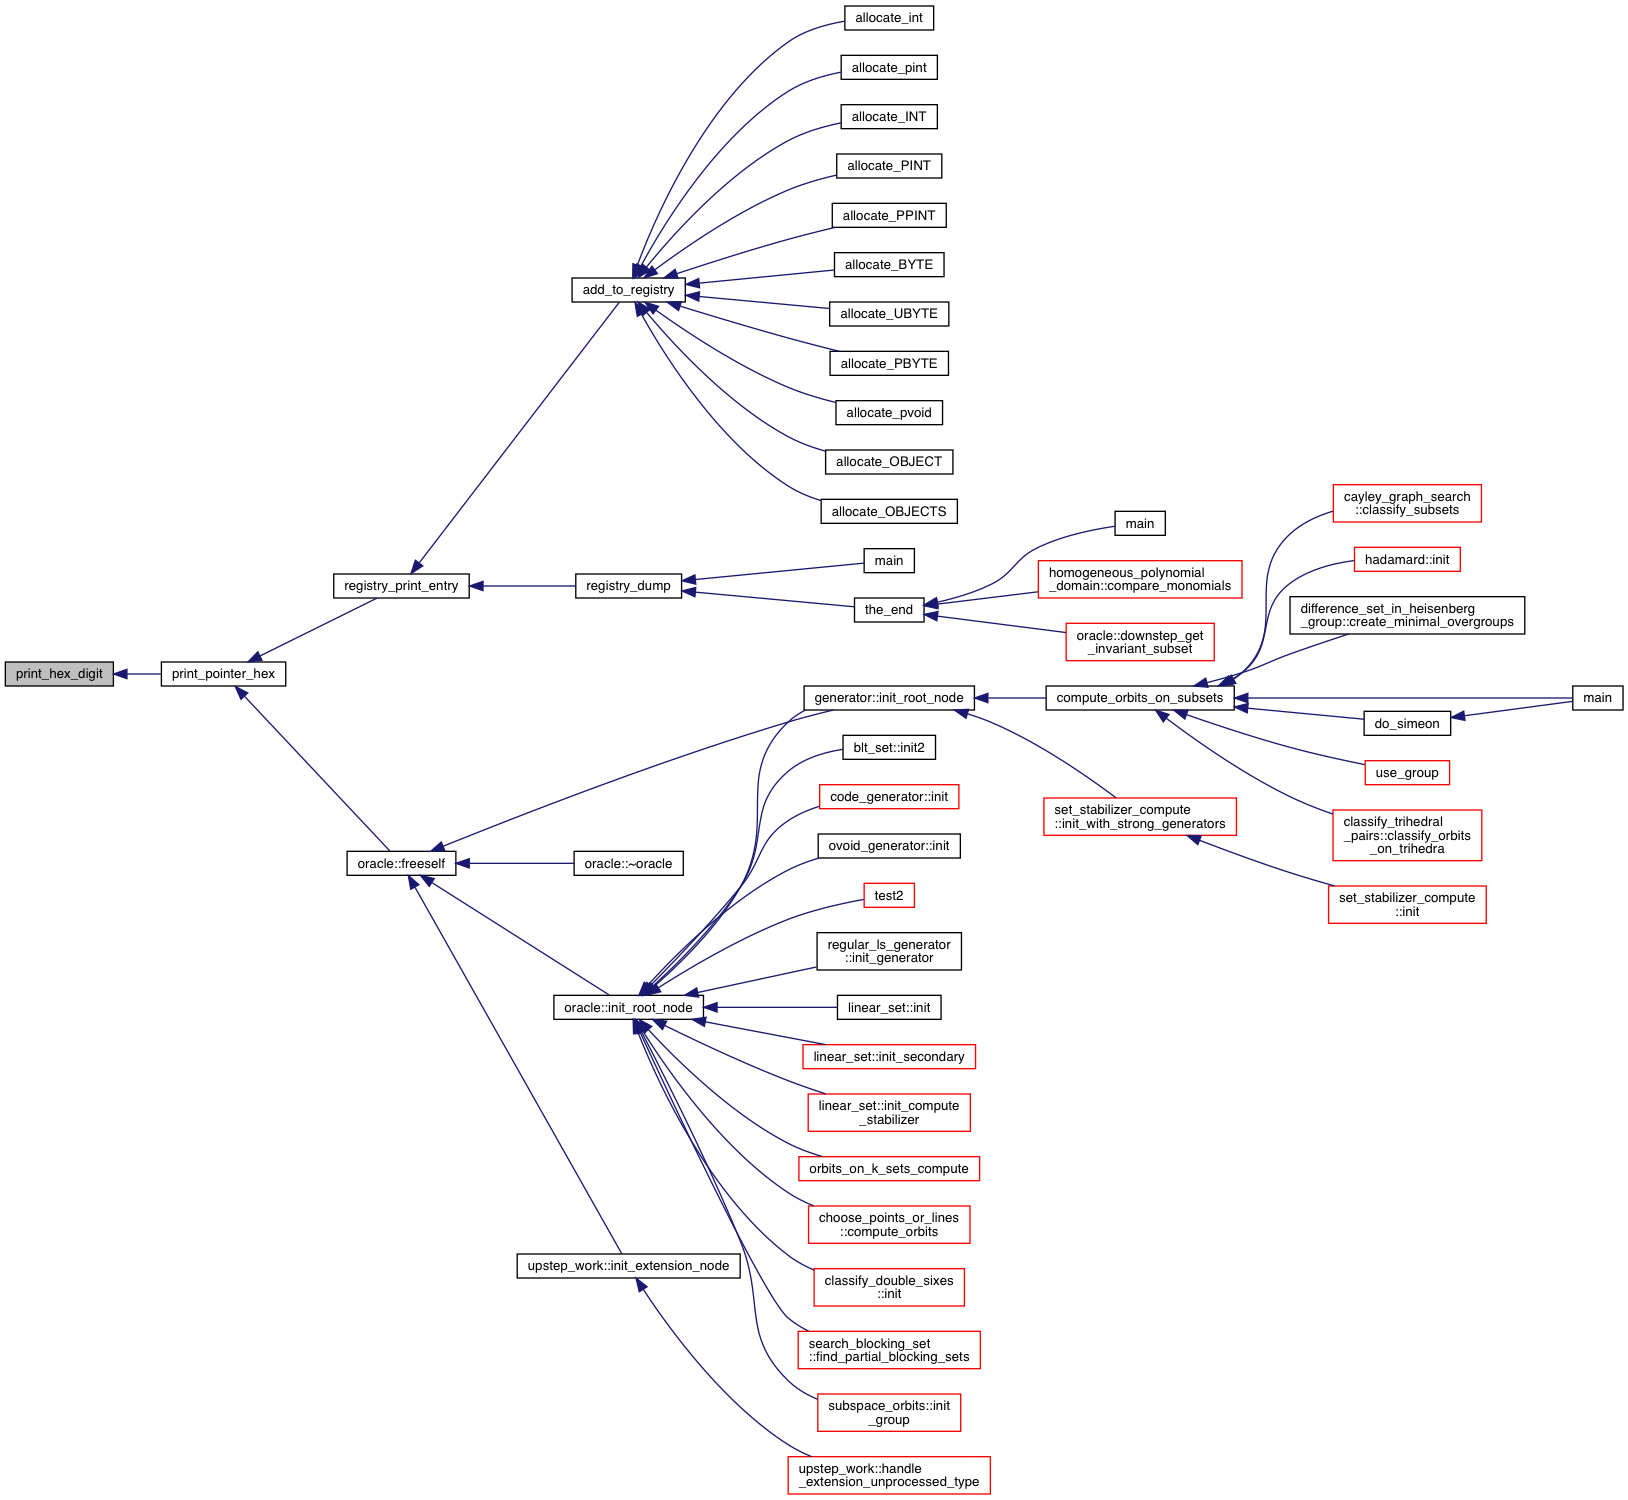 allocate_int
allocate_pint
allocate_INT
allocate_PINT
allocate_PPINT
allocate_BYTE
add_to_registry
allocate_UBYTE
allocate_PBYTE
allocate_pvoid
allocate_OBJECT
allocate_OBJECTS
cayley_graph_search
::classify_subsets
main
main
hadamard::init
registry_print_entry
registry_dump
homogeneous_polynomial
_domain::compare_monomials
the_end
difference_set_in_heisenberg
_group::create_minimal_overgroups
oracle::downstep_get
_invariant_subset
print_hex_digit
print_pointer_hex
generator::init_root_node
compute_orbits_on_subsets
main
do_simeon
blt_set::init2
use_group
code_generator::init
set_stabilizer_compute
::init_with_strong_generators
classify_trihedral
_pairs::classify_orbits
_on_trihedra
ovoid_generator::init
oracle::freeself
oracle::~oracle
test2
set_stabilizer_compute
::init
regular_ls_generator
::init_generator
oracle::init_root_node
linear_set::init
linear_set::init_secondary
linear_set::init_compute
_stabilizer
orbits_on_k_sets_compute
choose_points_or_lines
::compute_orbits
upstep_work::init_extension_node
classify_double_sixes
::init
search_blocking_set
::find_partial_blocking_sets
subspace_orbits::init
_group
upstep_work::handle
_extension_unprocessed_type